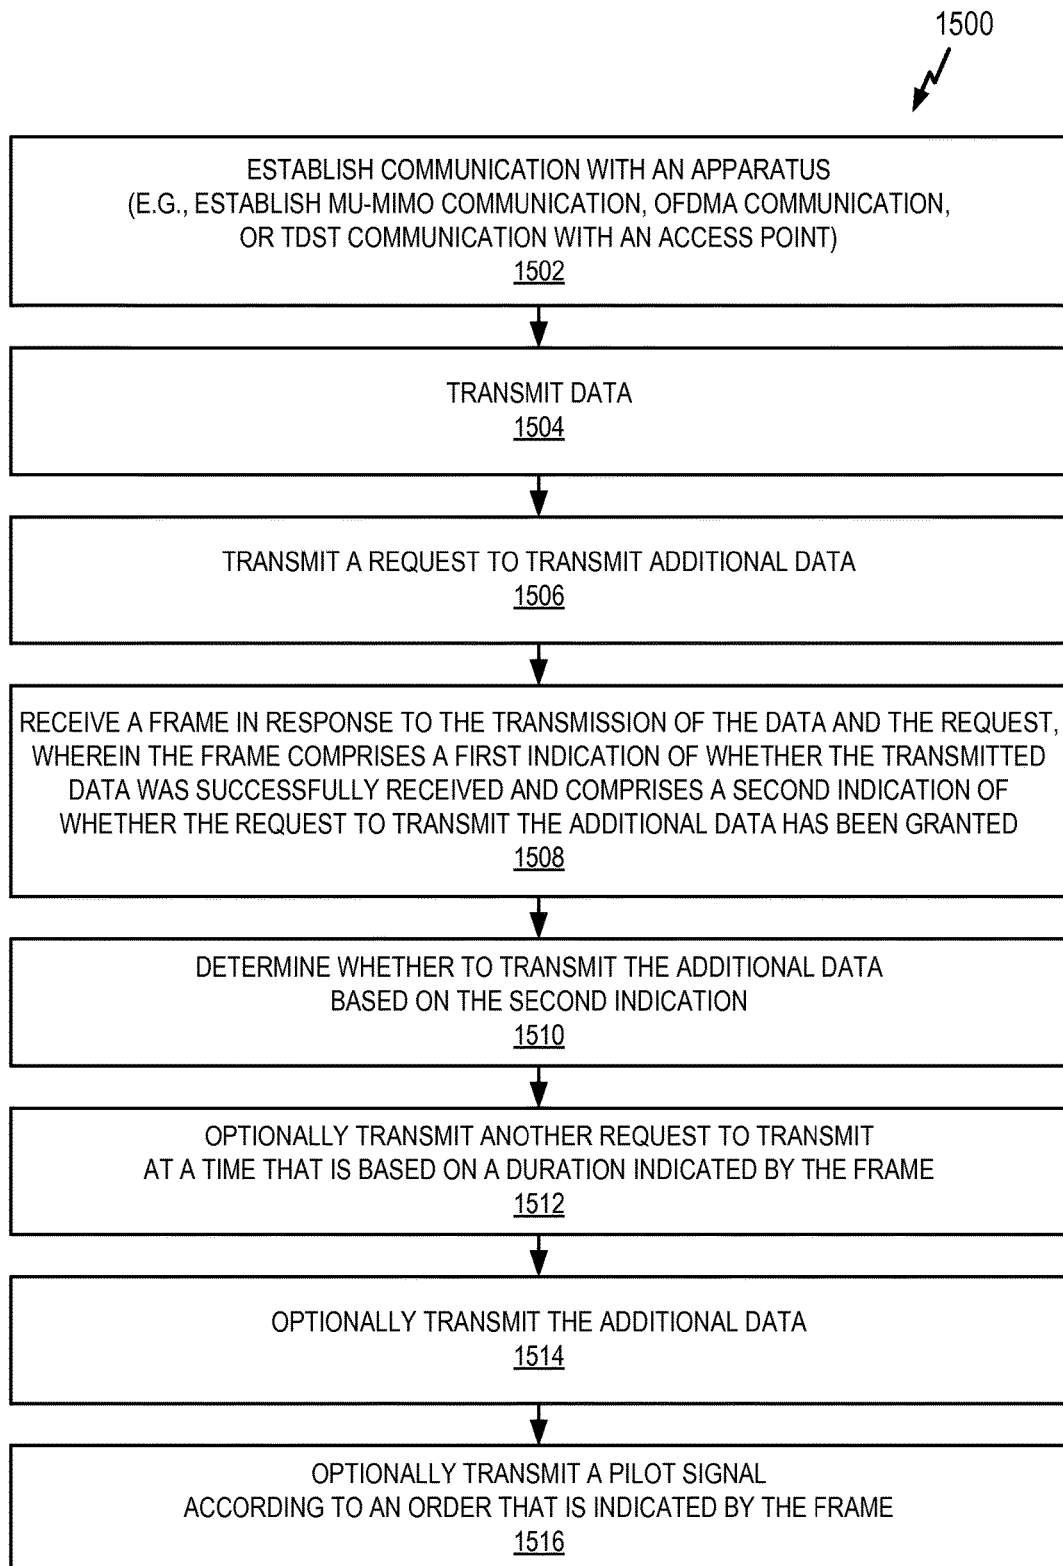 1500
ESTABLISH COMMUNICATION WITH AN APPARATUS
(E.G., ESTABLISH MU-MIMO COMMUNICATION, OFDMA COMMUNICATION,
OR TDST COMMUNICATION WITH AN ACCESS POINT)
1502
TRANSMIT DATA
1504
TRANSMIT A REQUEST TO TRANSMIT ADDITIONAL DATA
1506
RECEIVE A FRAME IN RESPONSE TO THE TRANSMISSION OF THE DATA AND THE REQUEST,
WHEREIN THE FRAME COMPRISES A FIRST INDICATION OF WHETHER THE TRANSMITTED
DATA WAS SUCCESSFULLY RECEIVED AND COMPRISES A SECOND INDICATION OF
WHETHER THE REQUEST TO TRANSMIT THE ADDITIONAL DATA HAS BEEN GRANTED
1508
DETERMINE WHETHER TO TRANSMIT THE ADDITIONAL DATA
BASED ON THE SECOND INDICATION
1510
OPTIONALLY TRANSMIT ANOTHER REQUEST TO TRANSMIT
AT A TIME THAT IS BASED ON A DURATION INDICATED BY THE FRAME
1512
OPTIONALLY TRANSMIT THE ADDITIONAL DATA
1514
OPTIONALLY TRANSMIT A PILOT SIGNAL
ACCORDING TO AN ORDER THAT IS INDICATED BY THE FRAME
1516